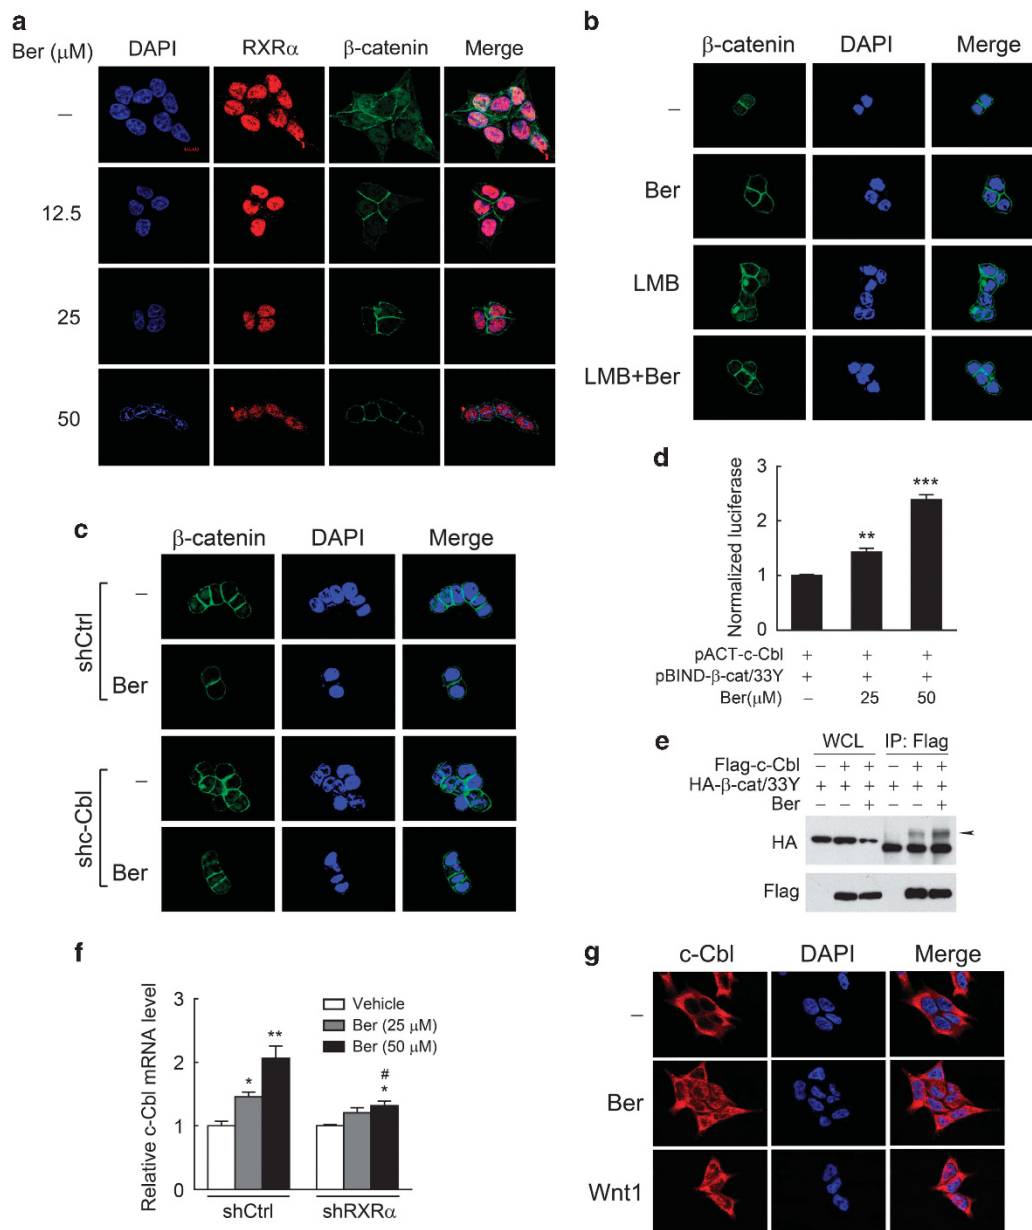 a
Ber (μM) DAPI RXRα β-catenin Merge
–
12.5
25
50
b
β-catenin DAPI Merge
–
Ber
LMB
LMB+Ber
c
β-catenin DAPI Merge
shCtrl
–
Ber
shc-Cbl
–
Ber
d
Normalized luciferase
3
2
1
0
**
***
pACT-c-Cbl + + +
pBIND-β-cat/33Y + + +
Ber(μM) – 25 50
e
WCL IP: Flag
Flag-c-Cbl – + + – + +
HA-β-cat/33Y + + + + + +
Ber – – + – – +
HA
Flag
f
Relative c-Cbl mRNA level
3
2
1
0
Vehicle
Ber (25 μM)
Ber (50 μM)
*
**
#
*
shCtrl shRXRα
g
c-Cbl DAPI Merge
–
Ber
Wnt1